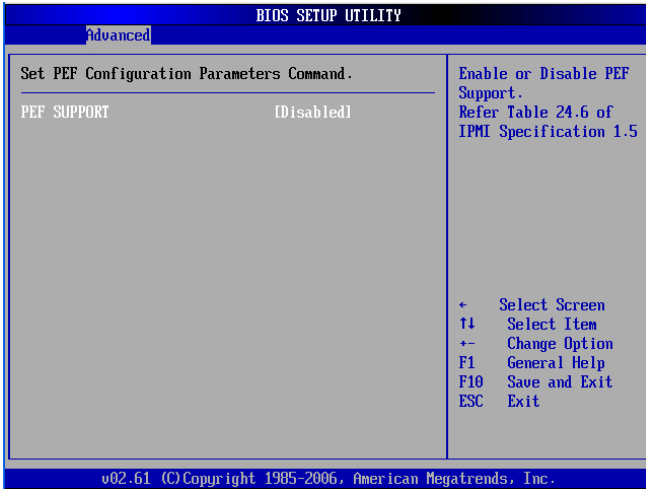 BIOS SETUP UTILITY
Advanced
Set PEF Configuration Parameters Command.
PEF SUPPORT [Disabled]
Enable or Disable PEF
Support.
Refer Table 24.6 of
IPMI Specification 1.5
← Select Screen
↑↓ Select Item
+- Change Option
F1 General Help
F10 Save and Exit
ESC Exit
v02.61 (C)Copyright 1985-2006, American Megatrends, Inc.